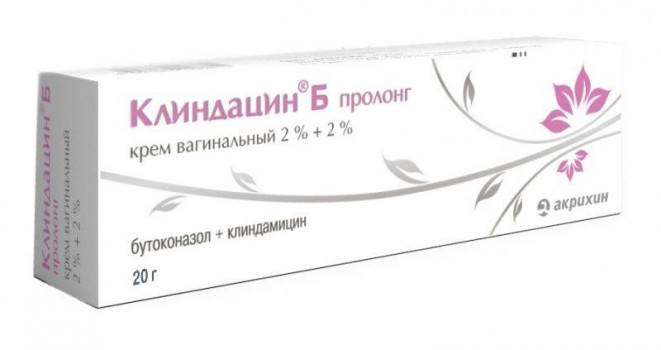 Клиндацин® Б пролонг
крем вагинальный 2 % + 2 %
бутоконазол + клиндамицин
20 г
акрихин
Клиндацин® Б
пролонг
крем вагинальный
2 % + 2 %